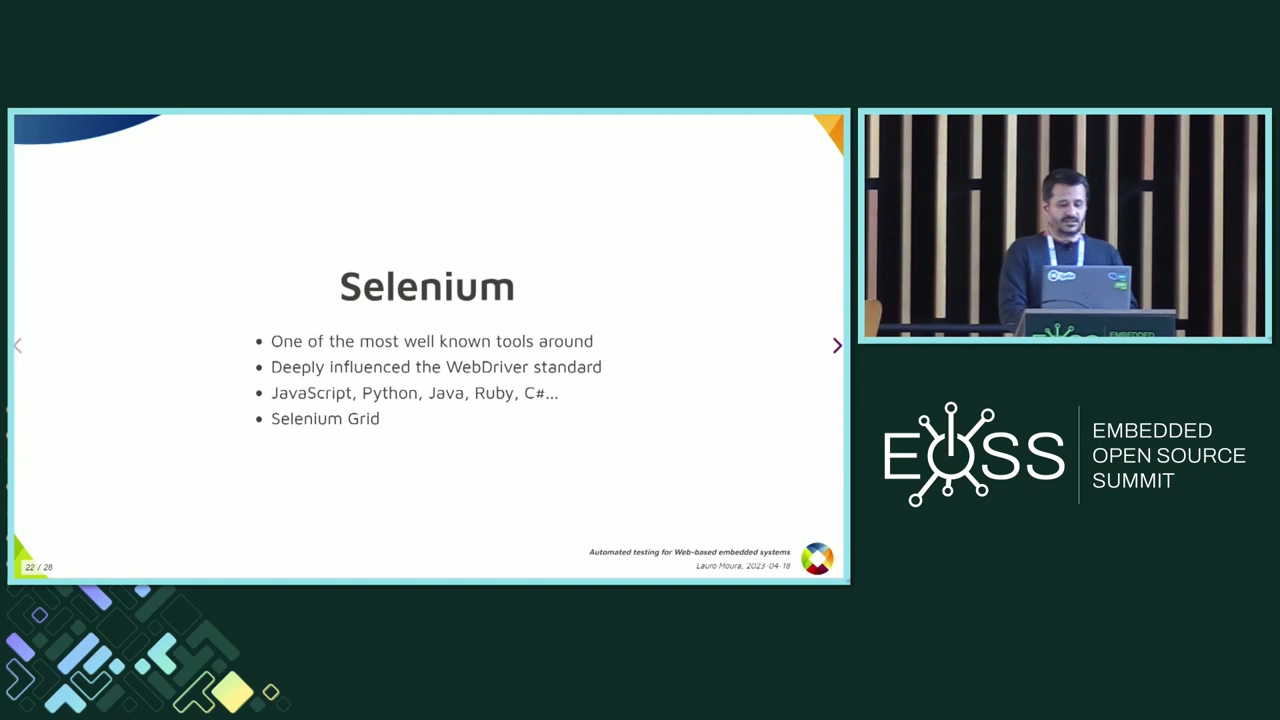 Selenium
One of the most well known tools around
Deeply influenced the WebDriver standard
JavaScript, Python, Java, Ruby, C#...
Selenium Grid
Automated testing for Web-based embedded systems
Lauro Moura, 2023-04-18
22 / 28
EOSS
EMBEDDED
OPEN SOURCE
SUMMIT
EMBEDDED